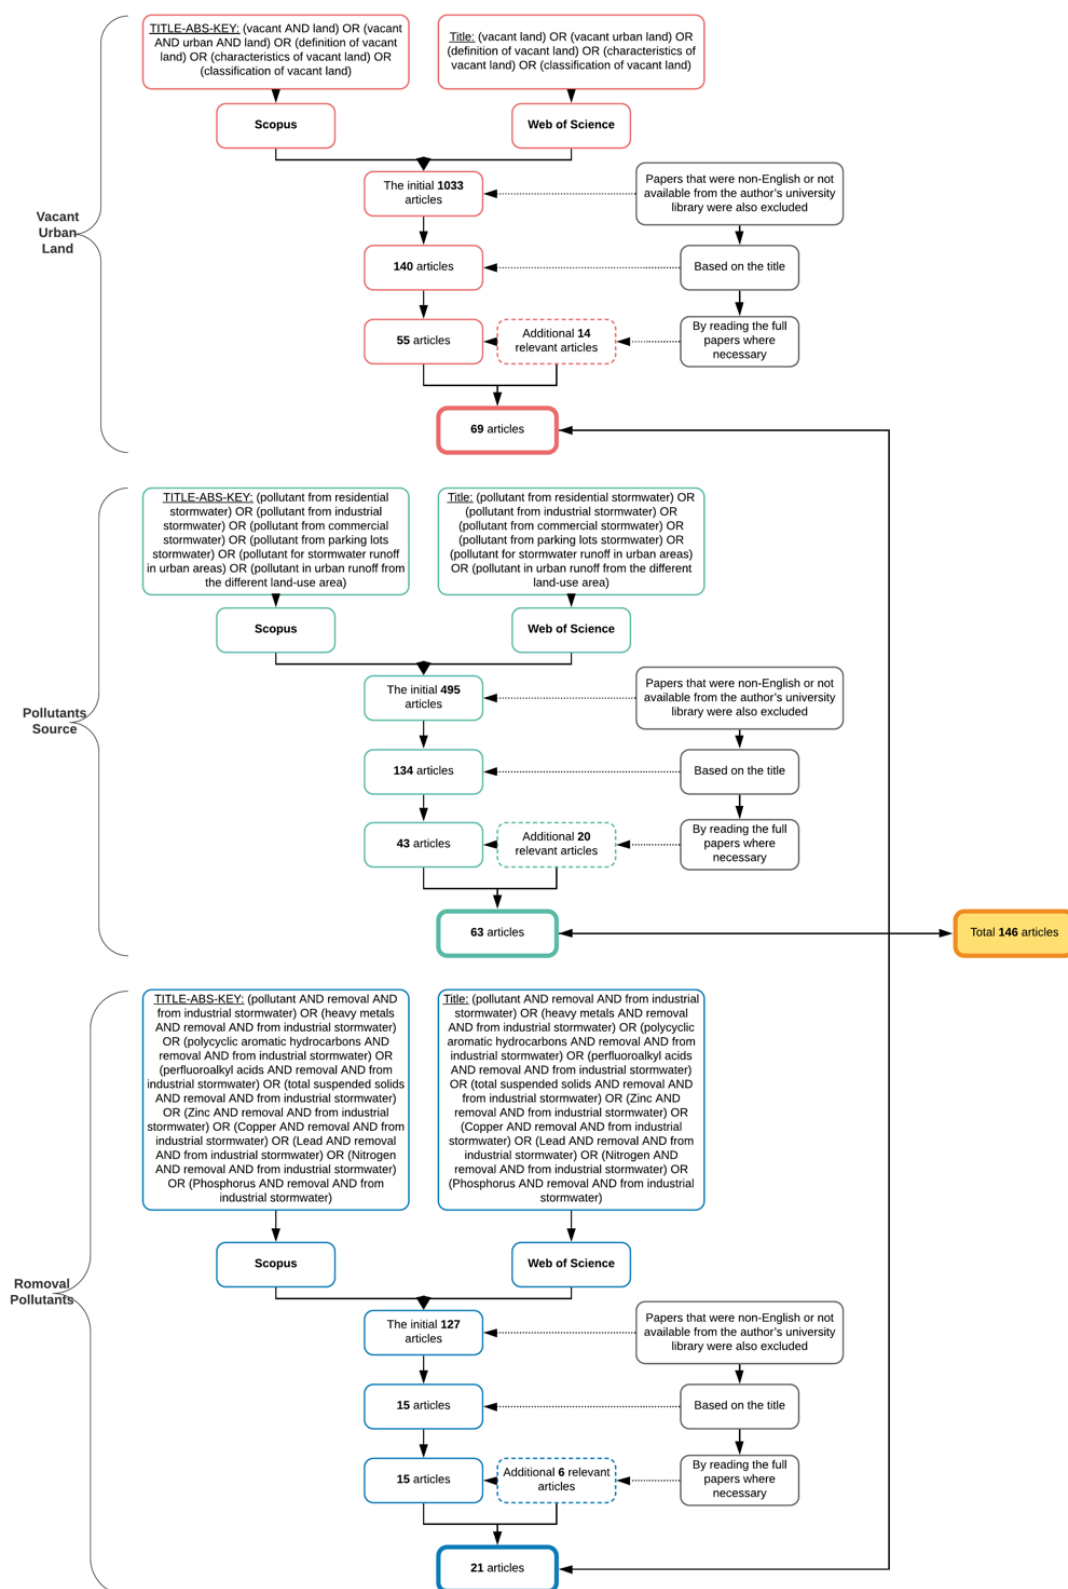 TITLE-ABS-KEY: (vacant AND land) OR (vacant
AND urban AND land) OR (definition of vacant
land) OR (characteristics of vacant land) OR
(classification of vacant land)
Title: (vacant land) OR (vacant urban land) OR
(definition of vacant land) OR (characteristics of
vacant land) OR (classification of vacant land)
Scopus
Web of Science
The initial 1033
articles
Papers that were non-English or not
available from the author's university
library were also excluded
Vacant
Urban
Land
140 articles
Based on the title
55 articles
Additional 14
relevant articles
By reading the full
papers where
necessary
69 articles
TITLE-ABS-KEY: (pollutant from residential
stormwater) OR (pollutant from industrial
stormwater) OR (pollutant from commercial
stormwater) OR (pollutant from parking lots
stormwater) OR (pollutant for stormwater runoff
in urban areas) OR (pollutant in urban runoff from
the different land-use area)
Title: (pollutant from residential stormwater) OR
(pollutant from industrial stormwater) OR
(pollutant from commercial stormwater) OR
(pollutant from parking lots stormwater) OR
(pollutant for stormwater runoff in urban areas)
OR (pollutant in urban runoff from the different
land-use area)
Scopus
Web of Science
The initial 495
articles
Papers that were non-English or not
available from the author's university
library were also excluded
Pollutants
Source
134 articles
Based on the title
43 articles
Additional 20
relevant articles
By reading the full
papers where
necessary
63 articles
Total 146 articles
TITLE-ABS-KEY: (pollutant AND removal AND
from industrial stormwater) OR (heavy metals
AND removal AND from industrial stormwater)
OR (polycyclic aromatic hydrocarbons AND
removal AND from industrial stormwater) OR
(perfluoroalkyl acids AND removal AND from
industrial stormwater) OR (total suspended solids
AND removal AND from industrial stormwater)
OR (Zinc AND removal AND from industrial
stormwater) OR (Copper AND removal AND from
industrial stormwater) OR (Lead AND removal
AND from industrial stormwater) OR (Nitrogen
AND removal AND from industrial stormwater)
OR (Phosphorus AND removal AND from
industrial stormwater)
Title: (pollutant AND removal AND from industrial
stormwater) OR (heavy metals AND removal
AND from industrial stormwater) OR (polycyclic
aromatic hydrocarbons AND removal AND from
industrial stormwater) OR (perfluoroalkyl acids
AND removal AND from industrial stormwater)
OR (total suspended solids AND removal AND
from industrial stormwater) OR (Zinc AND
removal AND from industrial stormwater) OR
(Copper AND removal AND from industrial
stormwater) OR (Lead AND removal AND from
industrial stormwater) OR (Nitrogen AND
removal AND from industrial stormwater) OR
(Phosphorus AND removal AND from industrial
stormwater)
Scopus
Web of Science
Romoval
Pollutants
The initial 127
articles
Papers that were non-English or not
available from the author's university
library were also excluded
15 articles
Based on the title
15 articles
Additional 6 relevant
articles
By reading the full
papers where
necessary
21 articles